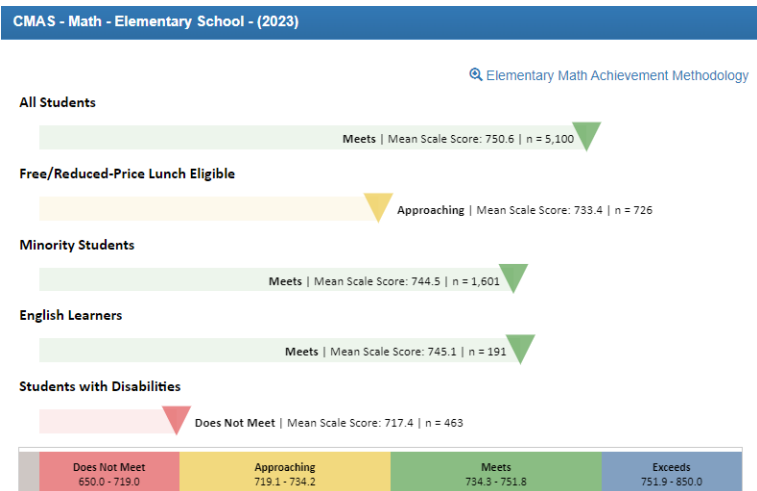 CMAS - Math - Elementary School - (2023)
Elementary Math Achievement Methodology
All Students
Meets | Mean Scale Score: 750.6 | n = 5,100
Free/Reduced-Price Lunch Eligible
Approaching | Mean Scale Score: 733.4 | n = 726
Minority Students
Meets | Mean Scale Score: 744.5 | n = 1,601
English Learners
Meets | Mean Scale Score: 745.1 | n = 191
Students with Disabilities
Does Not Meet | Mean Scale Score: 717.4 | n = 463
Does Not Meet Approaching Meets Exceeds
650.0 - 719.0 719.1 - 734.2 734.3 - 751.8 751.9 - 850.0